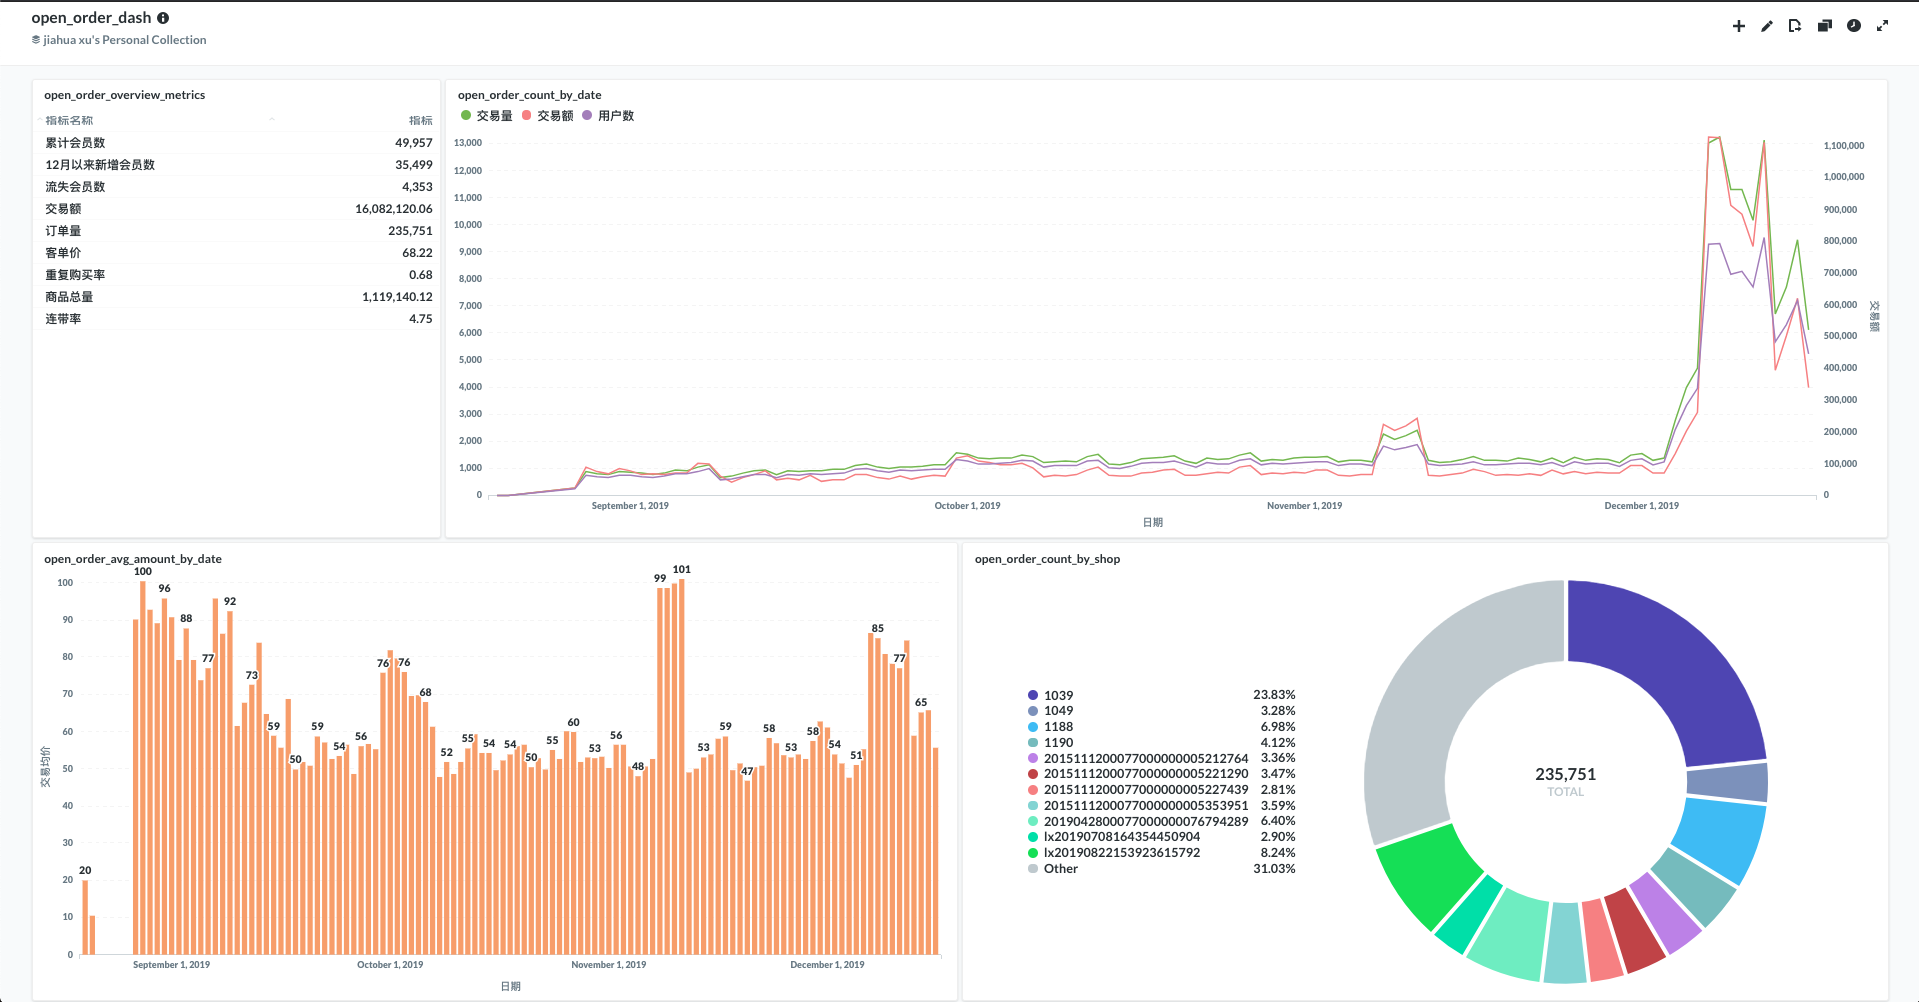 open_order_dash
jiahua xu's Personal Collection
open_order_overview_metrics
指标名称 指标
累计会员数 49,957
12月以来新增会员数 35,499
流失会员数 4,353
交易额 16,082,120.06
订单量 235,751
客单价 68.22
重复购买率 0.68
商品总量 1,119,140.12
连带率 4.75
open_order_count_by_date
交易量 交易额 用户数
13,000
12,000
11,000
10,000
9,000
8,000
7,000
6,000
5,000
4,000
3,000
2,000
1,000
0
1,100,000
1,000,000
900,000
800,000
700,000
600,000
500,000
400,000
300,000
200,000
100,000
0
交易额
September 1, 2019 October 1, 2019 November 1, 2019 December 1, 2019
日期
open_order_avg_amount_by_date
100
90
80
70
60
50
40
30
20
10
0
交易均价
20 100 96 88 77 92 73 59 50 59 54 56 76 76 68 52 55 54 54 50 55 60 53 56 48 99 101 53 59 47 58 53 58 54 51 85 77 65
September 1, 2019 October 1, 2019 November 1, 2019 December 1, 2019
日期
open_order_count_by_shop
1039 23.83%
1049 3.28%
1188 6.98%
1190 4.12%
2015111200077000000005212764 3.36%
2015111200077000000005221290 3.47%
2015111200077000000005227439 2.81%
2015111200077000000005353951 3.59%
2019042800077000000076794289 6.40%
lx20190708164354450904 2.90%
lx20190822153923615792 8.24%
Other 31.03%
235,751
TOTAL